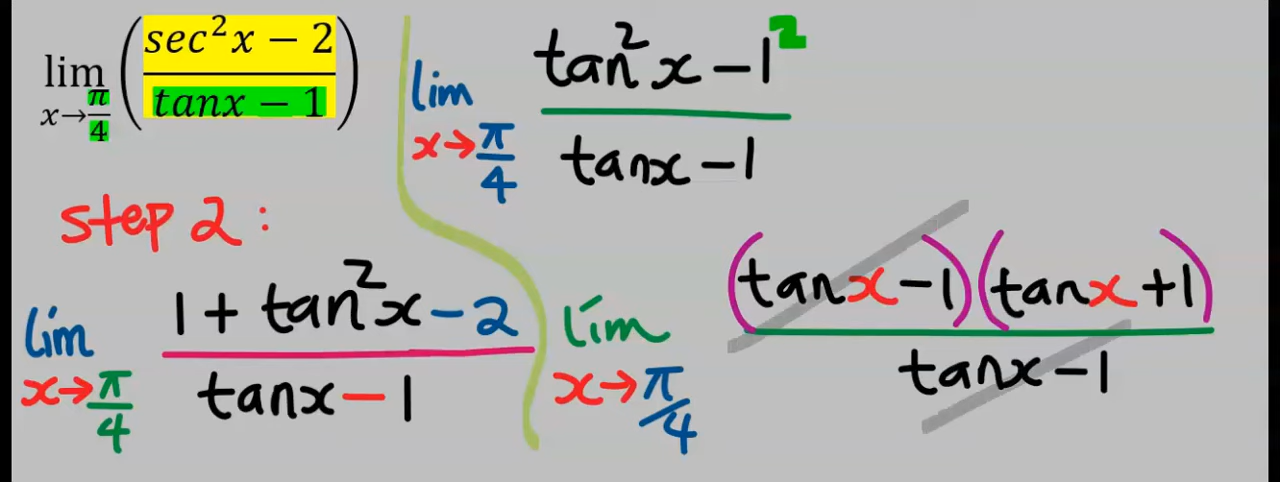 lim x→π/4 (sec²x − 2 / tanx − 1)
step 2 :
lim x→π/4 1 + tan²x − 2 / tanx − 1
lim x→π/4 tan²x − 1² / tanx − 1
lim x→π/4 (tanx − 1)(tanx + 1) / tanx − 1